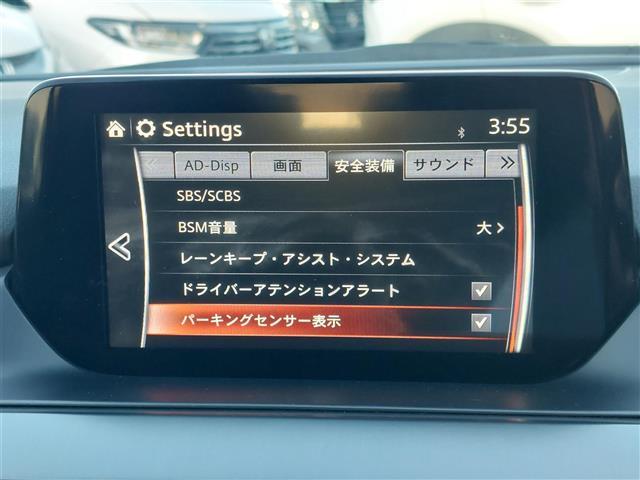 Settings 3:55
AD-Disp 画面 安全装備 サウンド
SBS/SCBS
BSM音量 大
レーンキープ・アシスト・システム
ドライバーアテンションアラート
パーキングセンサー表示